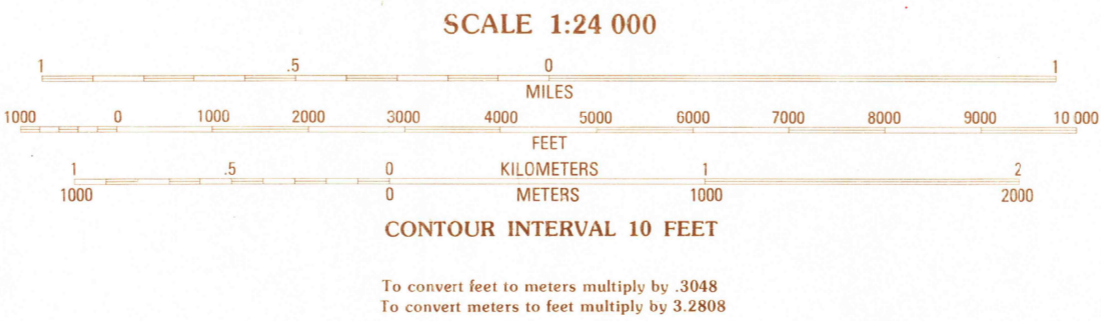 SCALE 1:24 000
1 .5 0 1
MILES
1000 0 1000 2000 3000 4000 5000 6000 7000 8000 9000 10 000
FEET
1 .5 0 KILOMETERS 1 2
1000 0 METERS 1000 2000
CONTOUR INTERVAL 10 FEET
To convert feet to meters multiply by .3048
To convert meters to feet multiply by 3.2808